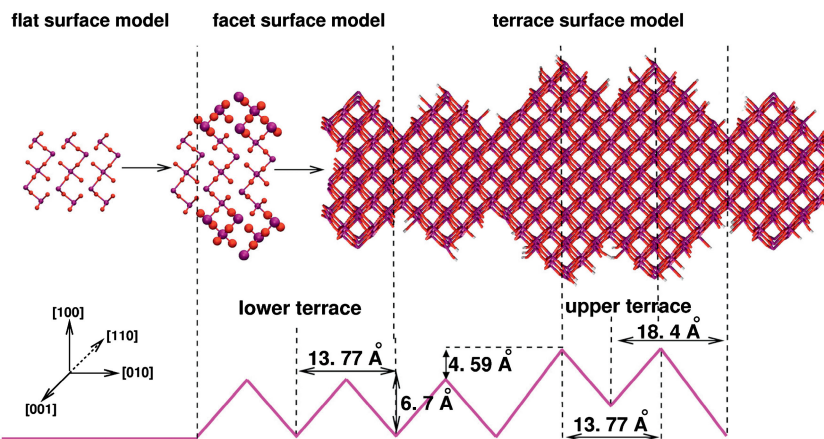 flat surface model
facet surface model
terrace surface model
[100]
[110]
[010]
[001]
lower terrace
upper terrace
13. 77 Å
6. 7 Å
4. 59 Å
18. 4 Å
13. 77 Å